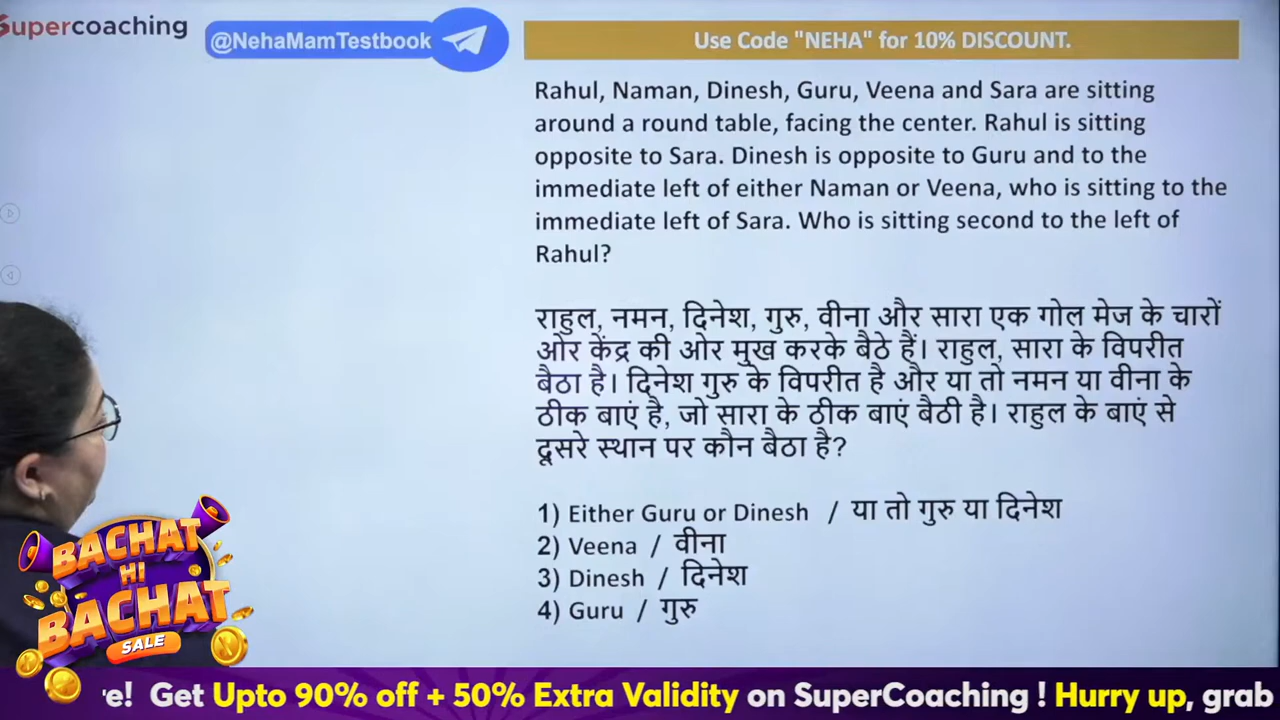 Supercoaching
@NehaMamTestbook
Use Code "NEHA" for 10% DISCOUNT.
Rahul, Naman, Dinesh, Guru, Veena and Sara are sitting
around a round table, facing the center. Rahul is sitting
opposite to Sara. Dinesh is opposite to Guru and to the
immediate left of either Naman or Veena, who is sitting to the
immediate left of Sara. Who is sitting second to the left of
Rahul?
राहुल, नमन, दिनेश, गुरु, वीना और सारा एक गोल मेज के चारों
ओर केंद्र की ओर मुख करके बैठे हैं। राहुल, सारा के विपरीत
बैठा है। दिनेश गुरु के विपरीत है और या तो नमन या वीना के
ठीक बाएं है, जो सारा के ठीक बाएं बैठी है। राहुल के बाएं से
दूसरे स्थान पर कौन बैठा है?
1) Either Guru or Dinesh / या तो गुरु या दिनेश
2) Veena / वीना
3) Dinesh / दिनेश
4) Guru / गुरु
BACHAT
HI
BACHAT
SALE
e! Get Upto 90% off + 50% Extra Validity on SuperCoaching ! Hurry up, grab